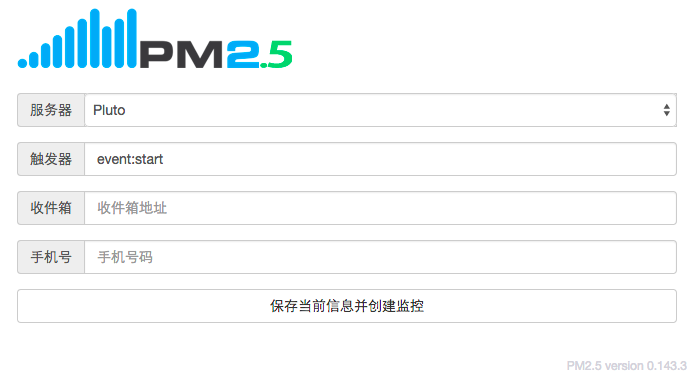 PM2.5
服务器 Pluto
触发器 event:start
收件箱 收件箱地址
手机号 手机号码
保存当前信息并创建监控
PM2.5 version 0.143.3